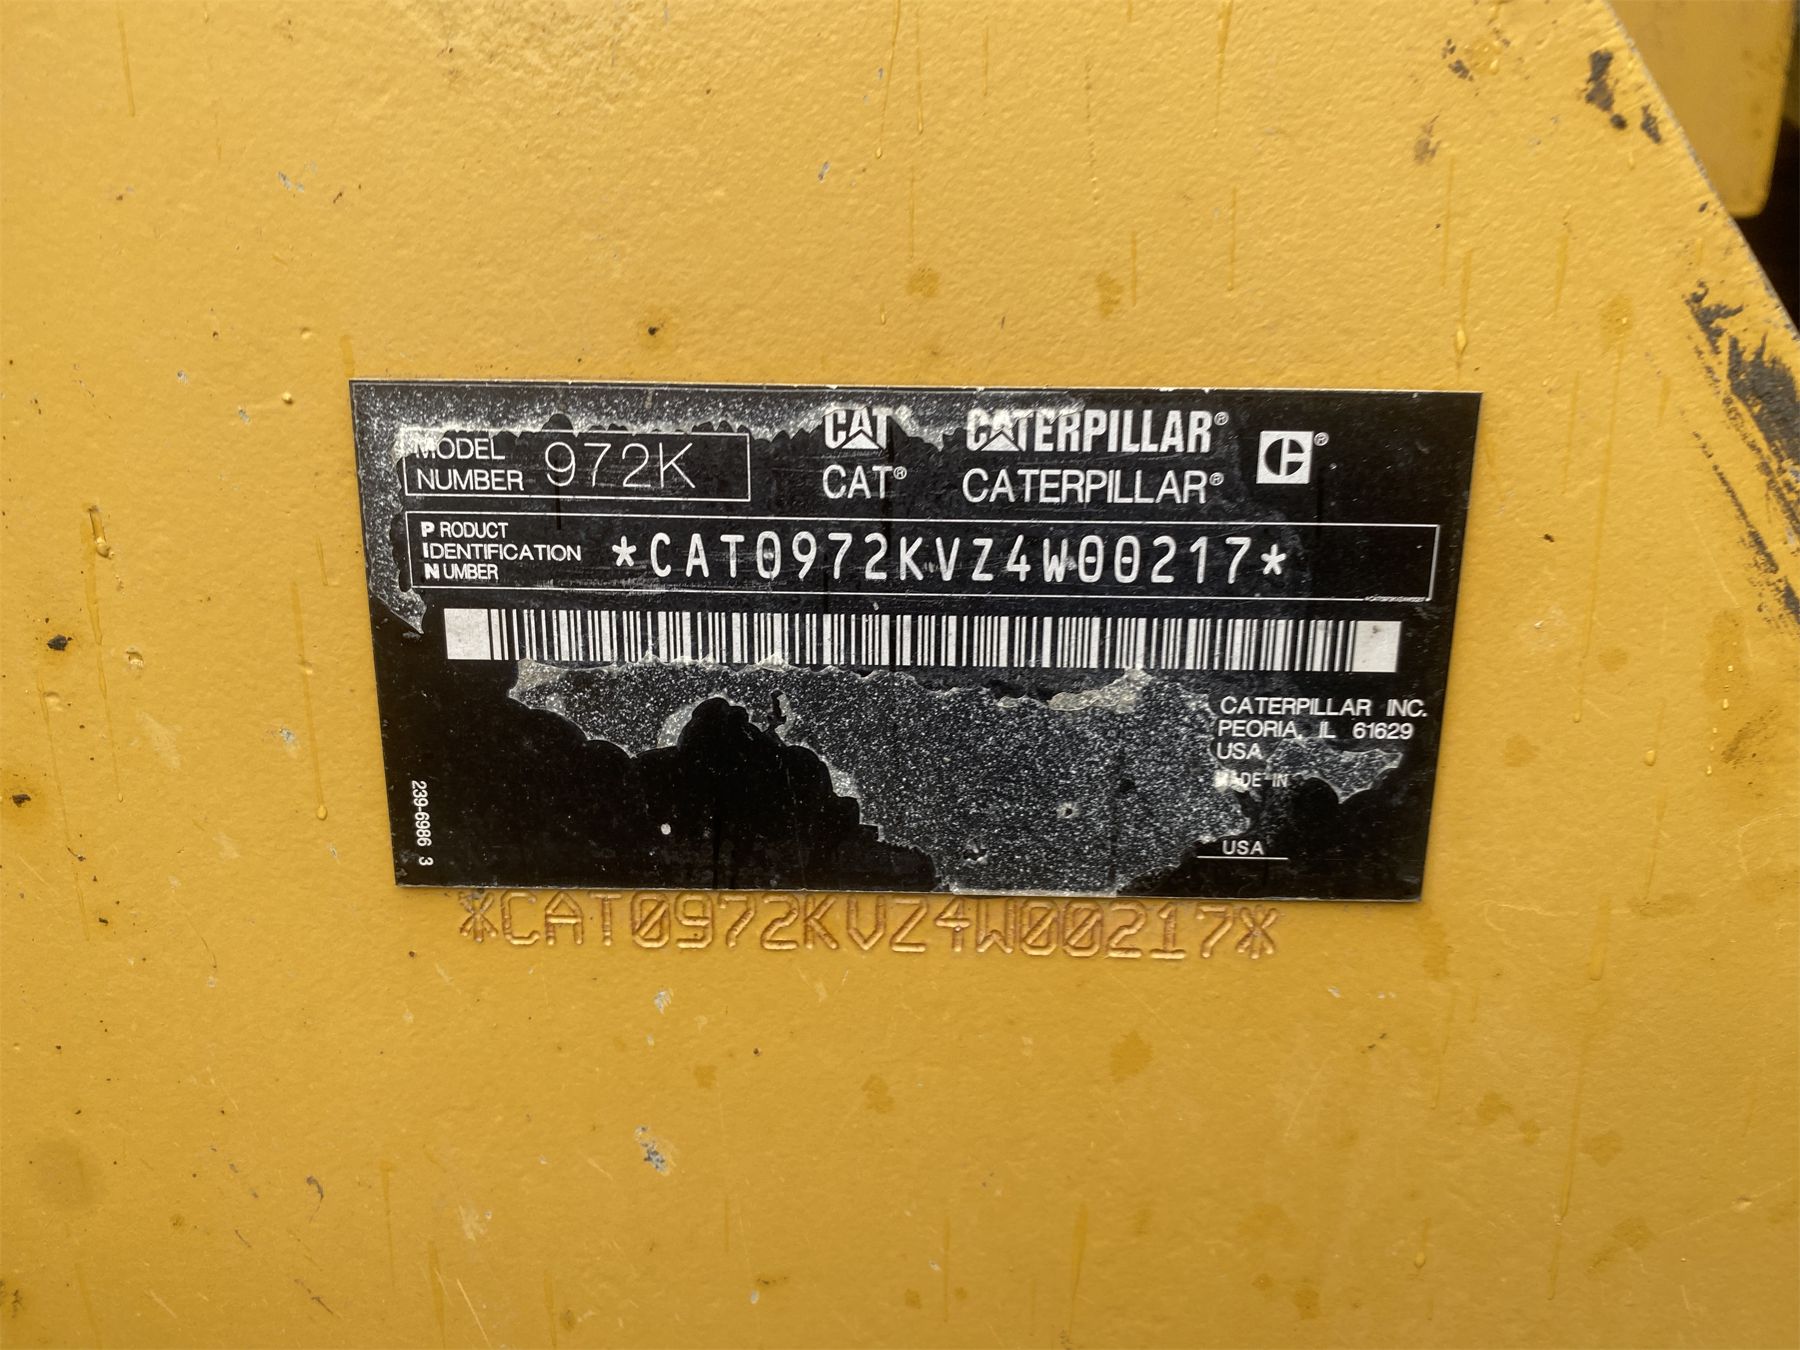 MODEL NUMBER 972K
CAT CATERPILLAR®
CAT® CATERPILLAR®
PRODUCT
IDENTIFICATION
NUMBER
*CAT0972KVZ4W00217*
CATERPILLAR INC.
PEORIA, IL 61629
USA
MADE IN
USA
239-6986 3
*CAT0972KVZ4W00217*